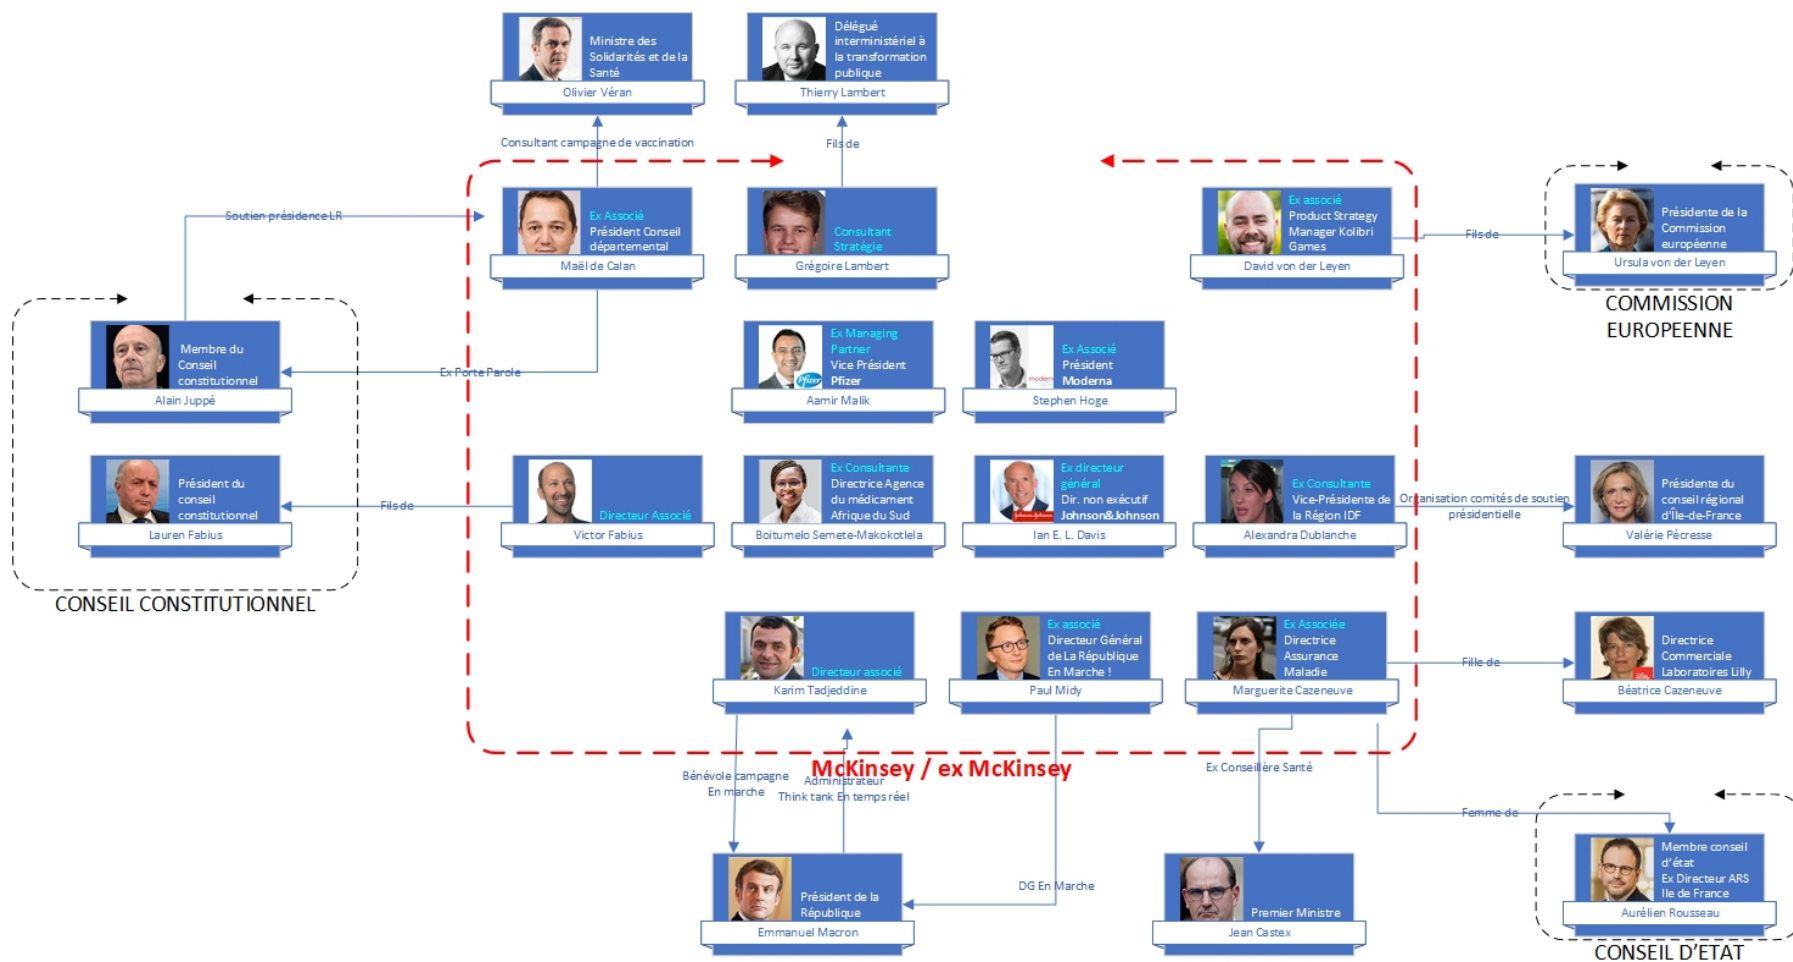 Ministre des
Solidarités et de la
Santé
Olivier Véran
Délégué
interministériel à
la transformation
publique
Thierry Lambert
Consultant campagne de vaccination
Fils de
Soutien présidence LR
Ex Associé
Président Conseil
départemental
Maël de Calan
Consultant
Stratégie
Grégoire Lambert
Ex associé
Product Strategy
Manager Kolibri
Games
David von der Leyen
Fils de
Présidente de la
Commission
européenne
Ursula von der Leyen
COMMISSION
EUROPEENNE
Membre du
Conseil
constitutionnel
Alain Juppé
Ex Porte Parole
Ex Managing
Partner
Vice Président
Pfizer
Pfizer
Aamir Malik
Ex Associé
Président
Moderna
moderna
Stephen Hoge
Président du
conseil
constitutionnel
Lauren Fabius
Fils de
Directeur Associé
Victor Fabius
Ex Consultante
Directrice Agence
du médicament
Afrique du Sud
Boitumelo Semete-Makokotlela
Ex directeur
général
Dir. non exécutif
Johnson&Johnson
Johnson&Johnson
Ian E. L. Davis
Ex Consultante
Vice-Présidente de
la Région IDF
Alexandra Dublanche
Organisation comités de soutien
présidentielle
Présidente du
conseil régional
d'Île-de-France
Valérie Pécresse
CONSEIL CONSTITUTIONNEL
Directeur associé
Karim Tadjeddine
Ex associé
Directeur Général
de La République
En Marche !
Paul Midy
Ex Associée
Directrice
Assurance
Maladie
Marguerite Cazeneuve
Fille de
Directrice
Commerciale
Laboratoires Lilly
Lilly
Béatrice Cazeneuve
McKinsey / ex McKinsey
Bénévole campagne
En marche
Administrateur
Think tank En temps réel
Ex Conseillère Santé
Femme de
DG En Marche
Président de la
République
Emmanuel Macron
Premier Ministre
Jean Castex
Membre conseil
d'état
Ex Directeur ARS
Ile de France
Aurélien Rousseau
CONSEIL D'ETAT